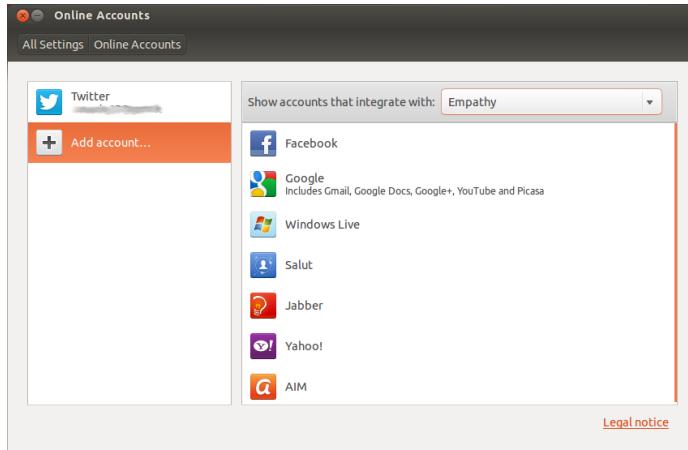 Online Accounts
All Settings Online Accounts
Twitter
Add account...
Show accounts that integrate with: Empathy
Facebook
Google
Includes Gmail, Google Docs, Google+, YouTube and Picasa
Windows Live
Salut
Jabber
Yahoo!
AIM
Legal notice